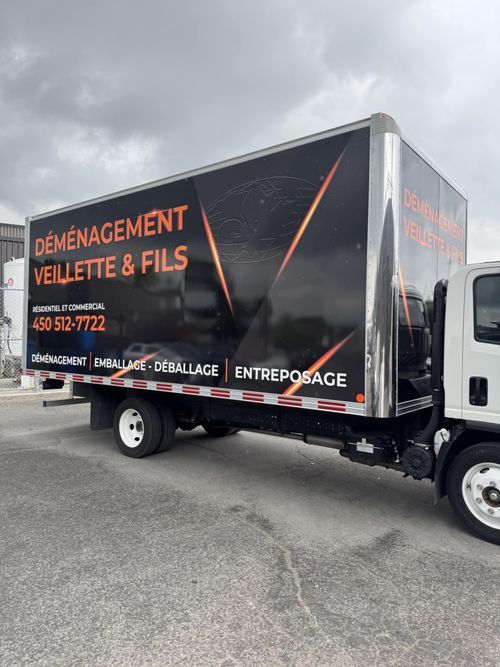 DÉMÉNAGEMENT
VEILLETTE & FILS
RÉSIDENTIEL ET COMMERCIAL
450 512-7722
DÉMÉNAGEMENT | EMBALLAGE - DÉBALLAGE | ENTREPOSAGE
DÉMÉNAGEMENT
VEILLETTE & FILS